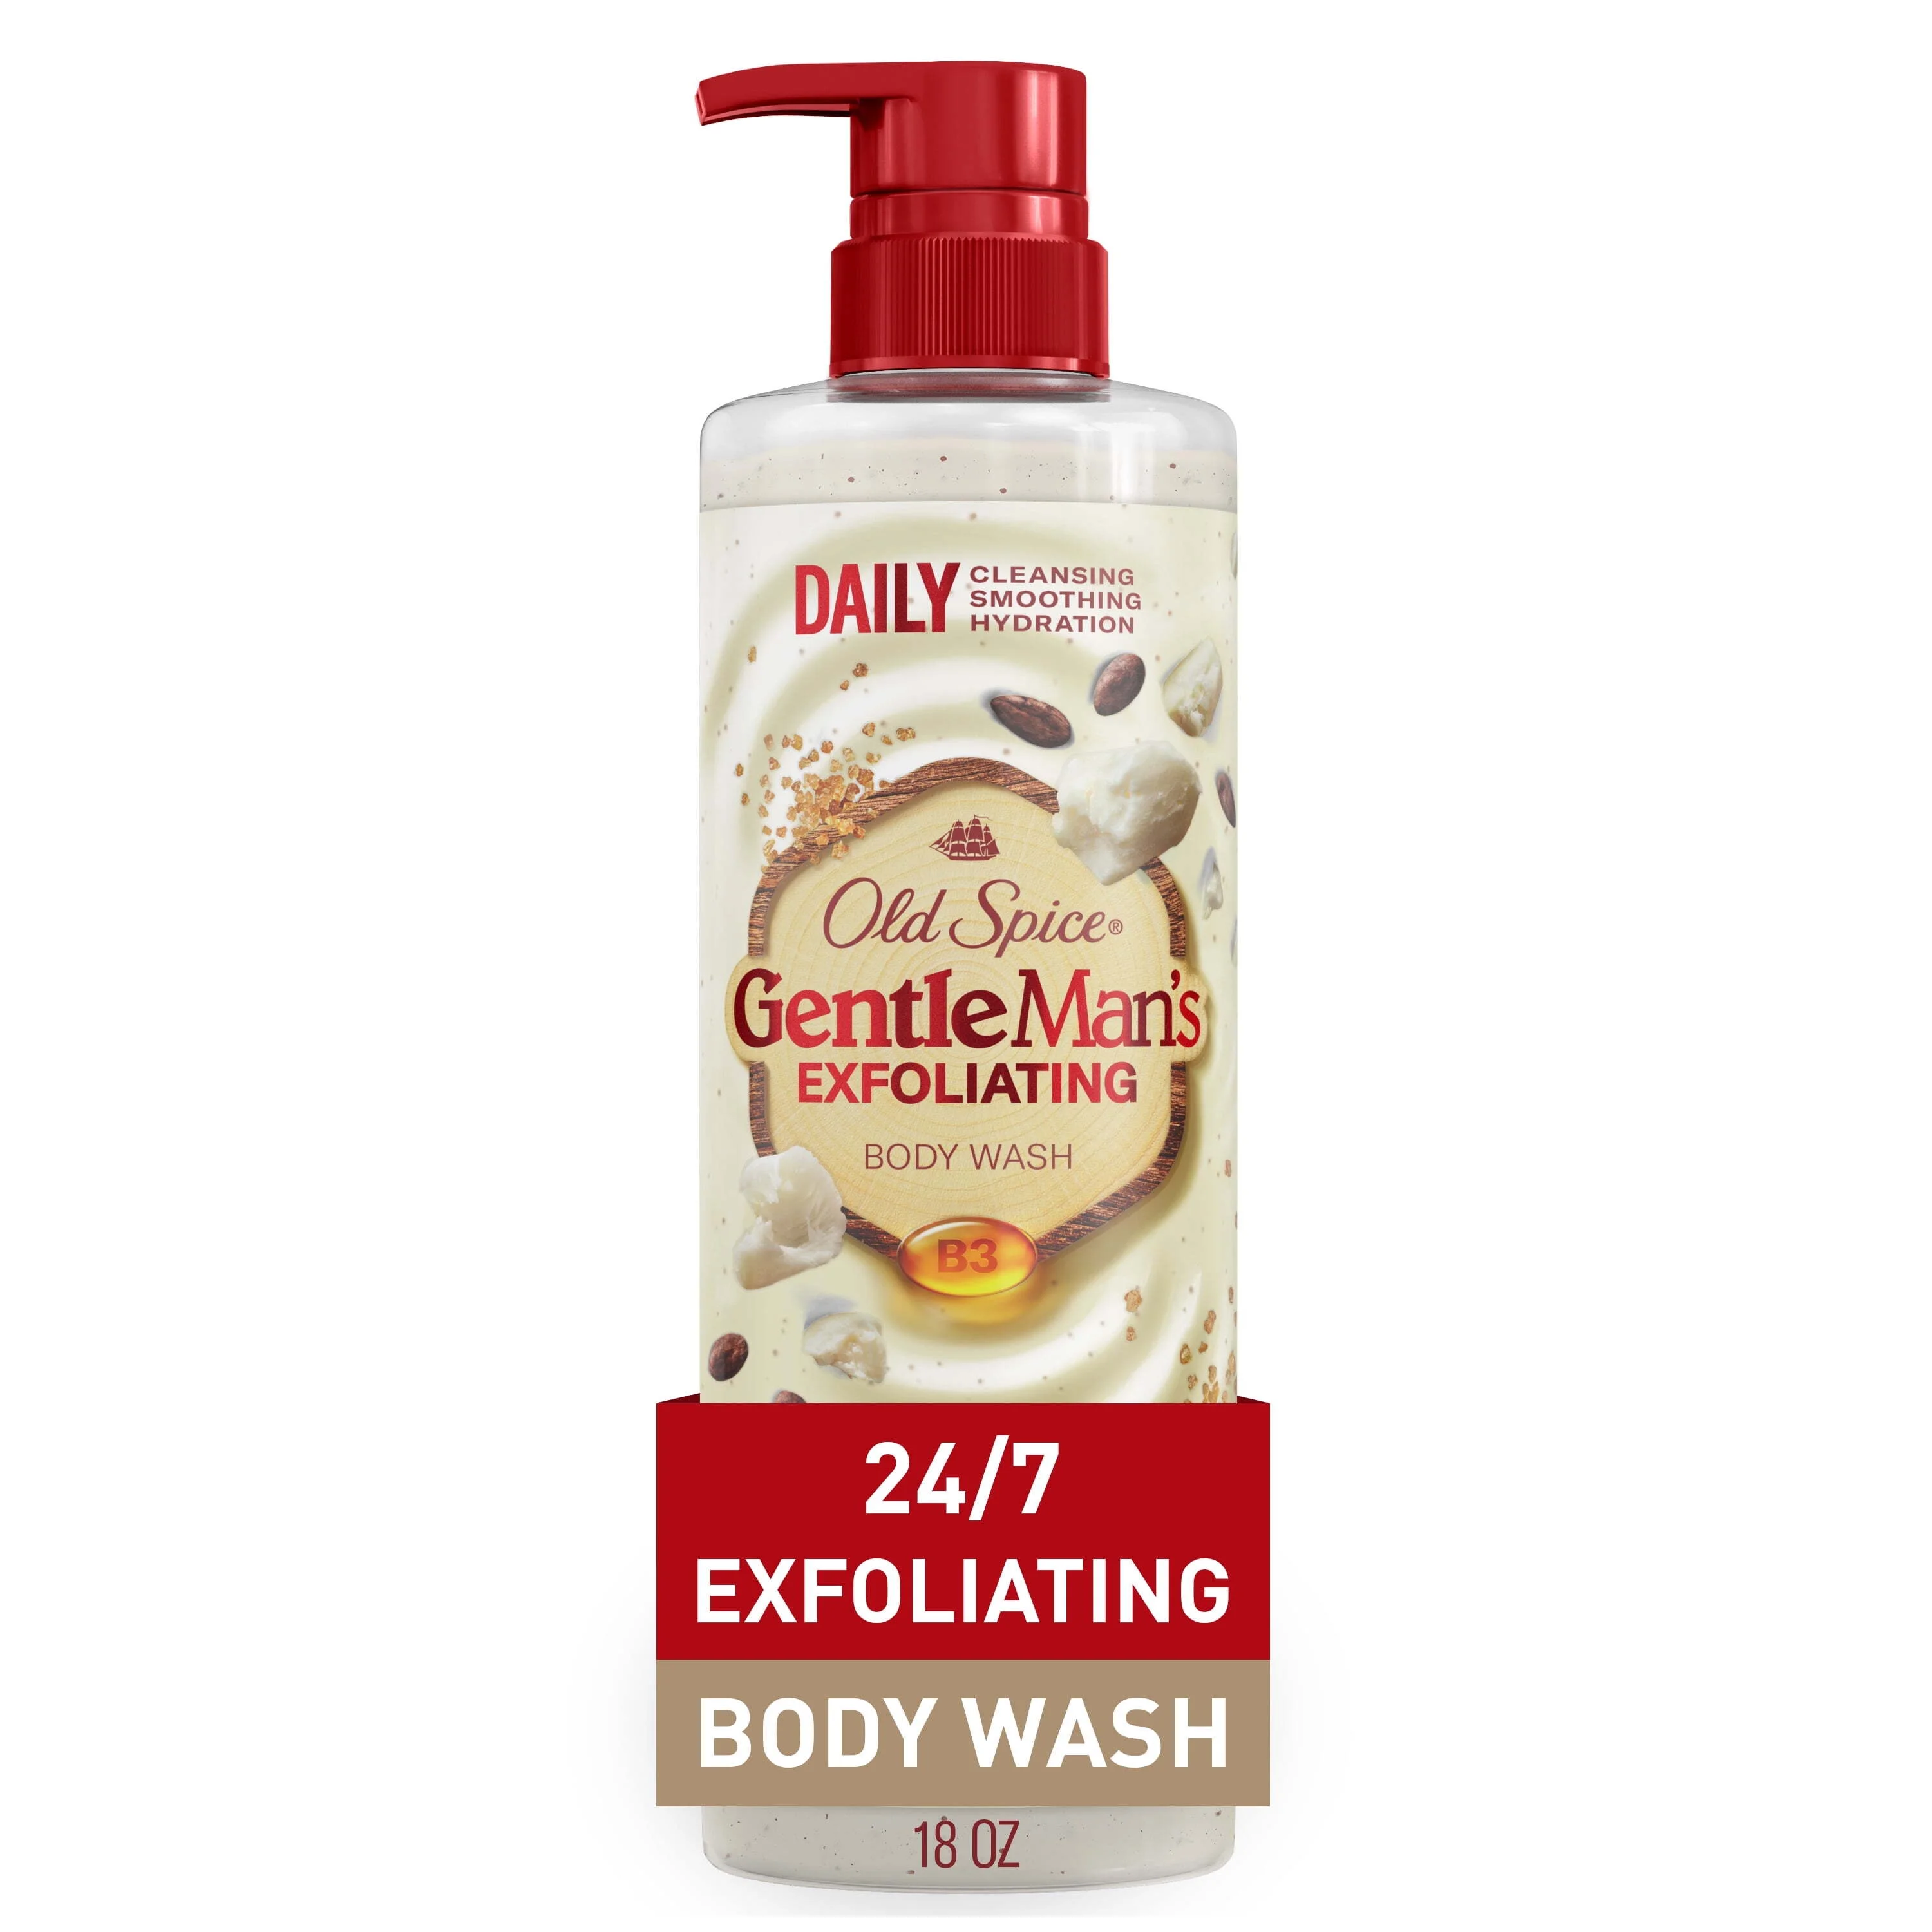 DAILY CLEANSING
SMOOTHING
HYDRATION
Old Spice®
GentleMan's
EXFOLIATING
BODY WASH
B3
24/7
EXFOLIATING
BODY WASH
18 OZ